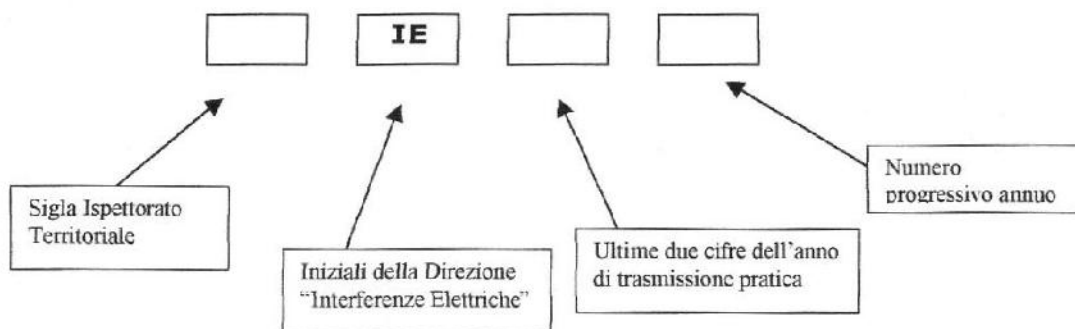 IE
Sigla Ispettorato
Territoriale
Iniziali della Direzione
“Interferenze Elettriche”
Ultime due cifre dell’anno
di trasmissione pratica
Numero
progressivo annuo